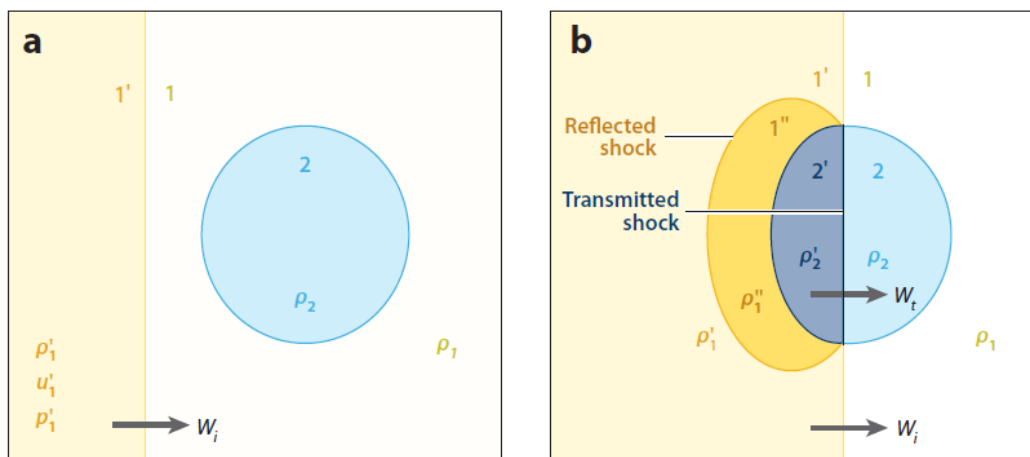 a
1' 1
2
ρ₂
ρ₁
ρ'₁
u'₁
p'₁
Wᵢ
b
1' 1
Reflected
shock
1"
2' 2
Transmitted
shock
ρ'₂ ρ₂
Wₜ
ρ"₁
ρ'₁ ρ₁
Wᵢ